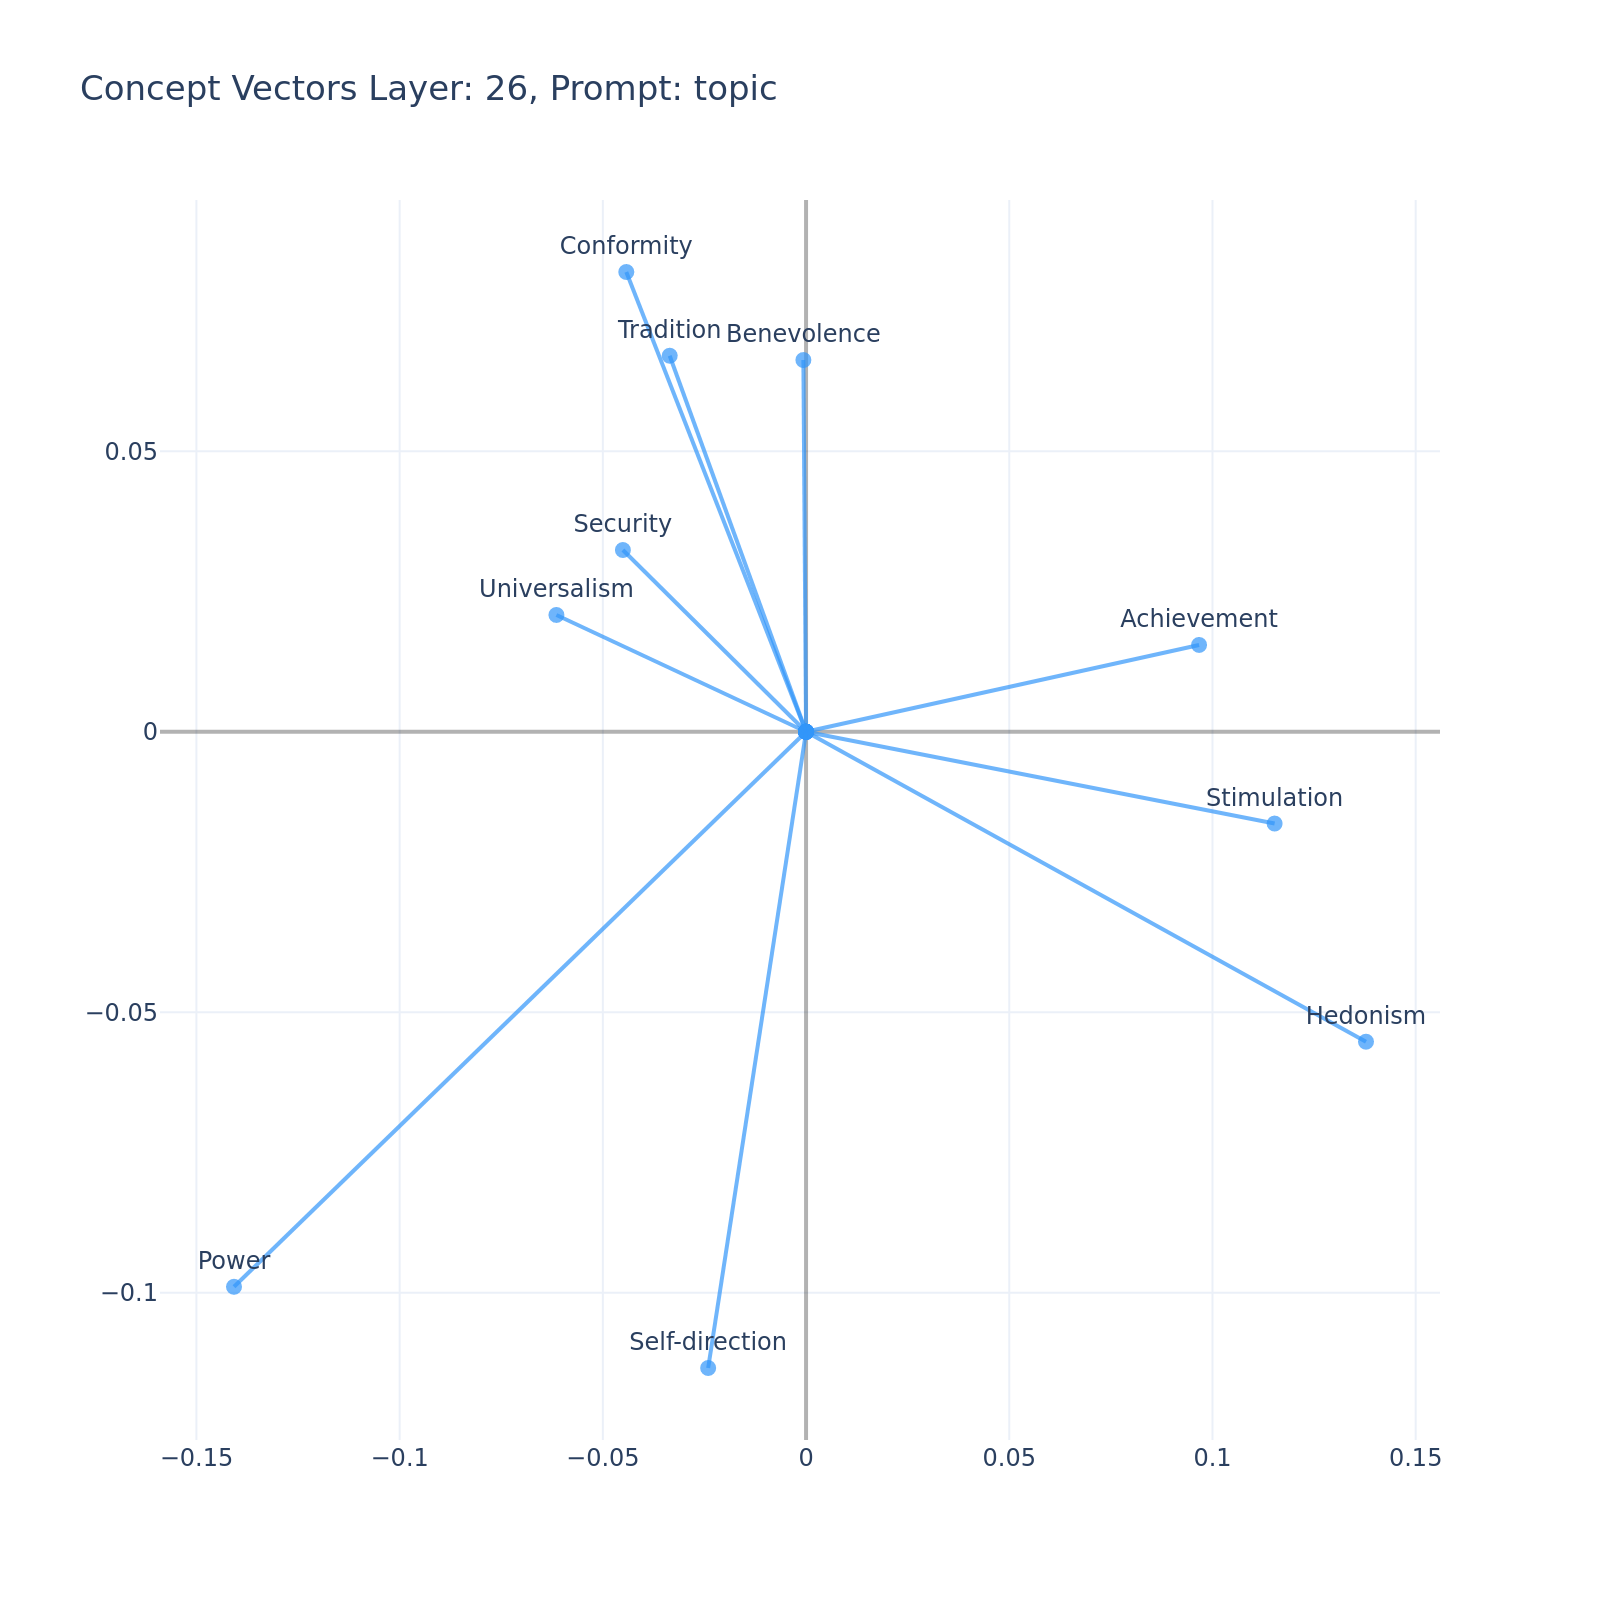 Concept Vectors Layer: 26, Prompt: topic
Conformity
Tradition
Benevolence
0.05
Security
Universalism
Achievement
0
Stimulation
−0.05
Hedonism
Power
−0.1
Self-direction
−0.15
−0.1
−0.05
0
0.05
0.1
0.15